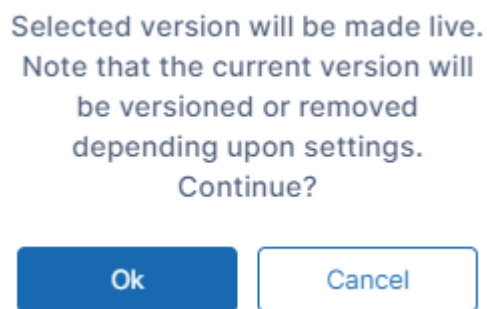 Selected version will be made live.
Note that the current version will
be versioned or removed
depending upon settings.
Continue?
Ok
Cancel